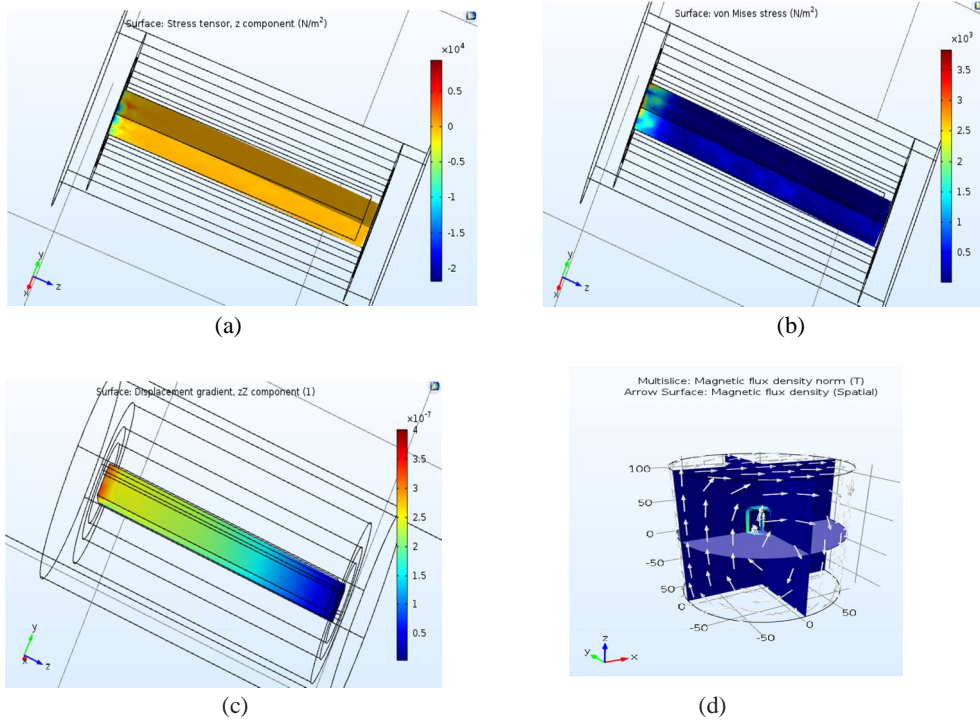 Surface: Stress tensor, z component (N/m²)
×10⁴
0.5
0
-0.5
-1
-1.5
-2
y
z
x
(a)
Surface: von Mises stress (N/m²)
×10³
3.5
3
2.5
2
1.5
1
0.5
y
z
x
(b)
Surface: Displacement gradient, zZ component (1)
×10⁻⁷
4
3.5
3
2.5
2
1.5
1
0.5
y
z
x
(c)
Multislice: Magnetic flux density norm (T)
Arrow Surface: Magnetic flux density (Spatial)
100
50
0
-50
50
0
-50
-50
0
50
z
y
x
(d)